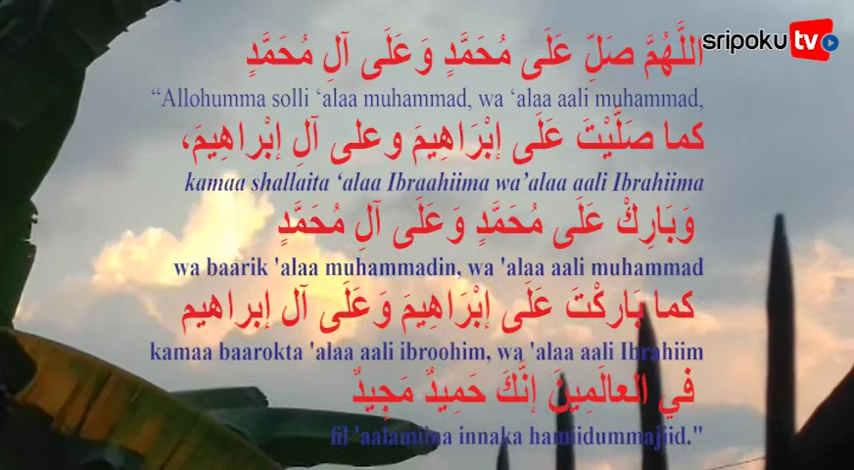 sripoku tv
اللَّهُمَّ صَلِّ عَلَى مُحَمَّدٍ وَعَلَى آلِ مُحَمَّدٍ
“Allohumma solli ‘alaa muhammad, wa ‘alaa aali muhammad,
كما صَلَّيْتَ عَلَى إبْرَاهِيمَ وعلى آلِ إبْراهِيمَ،
kamaa shallaita ‘alaa Ibraahiima wa’alaa aali Ibrahiima
وَبَارِكْ عَلَى مُحَمَّدٍ وَعَلَى آلِ مُحَمَّدٍ
wa baarik 'alaa muhammadin, wa 'alaa aali muhammad
كما بَاركْتَ عَلَى إبْرَاهِيمَ وَعَلَى آل إبراهيم
kamaa baarokta 'alaa aali ibroohim, wa 'alaa aali Ibrahiim
في العالَمِينَ إنَّكَ حَمِيدٌ مَجِيدٌ
fil 'aalamiina innaka hamiidummajiid."